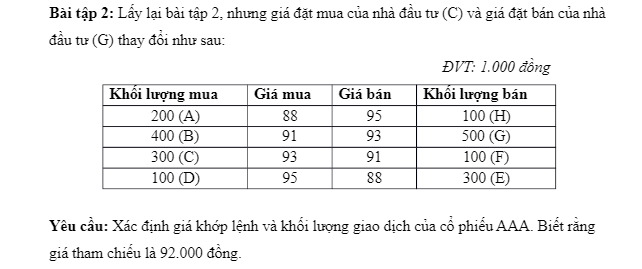 Bài tập 2: Lấy lại bài tập 2, nhưng giá đặt mua của nhà đầu tư (C) và giá đặt bán của nhà
đầu tư (G) thay đổi như sau:
ĐVT: 1.000 đồng
Khối lượng mua Giá mua Giá bán Khối lượng bán
200 (A) 88 95 100 (H)
400 (B) 91 93 500 (G)
300 (C) 93 91 100 (F)
100 (D) 95 88 300 (E)
Yêu cầu: Xác định giá khớp lệnh và khối lượng giao dịch của cổ phiếu AAA. Biết rằng
giá tham chiếu là 92.000 đồng.